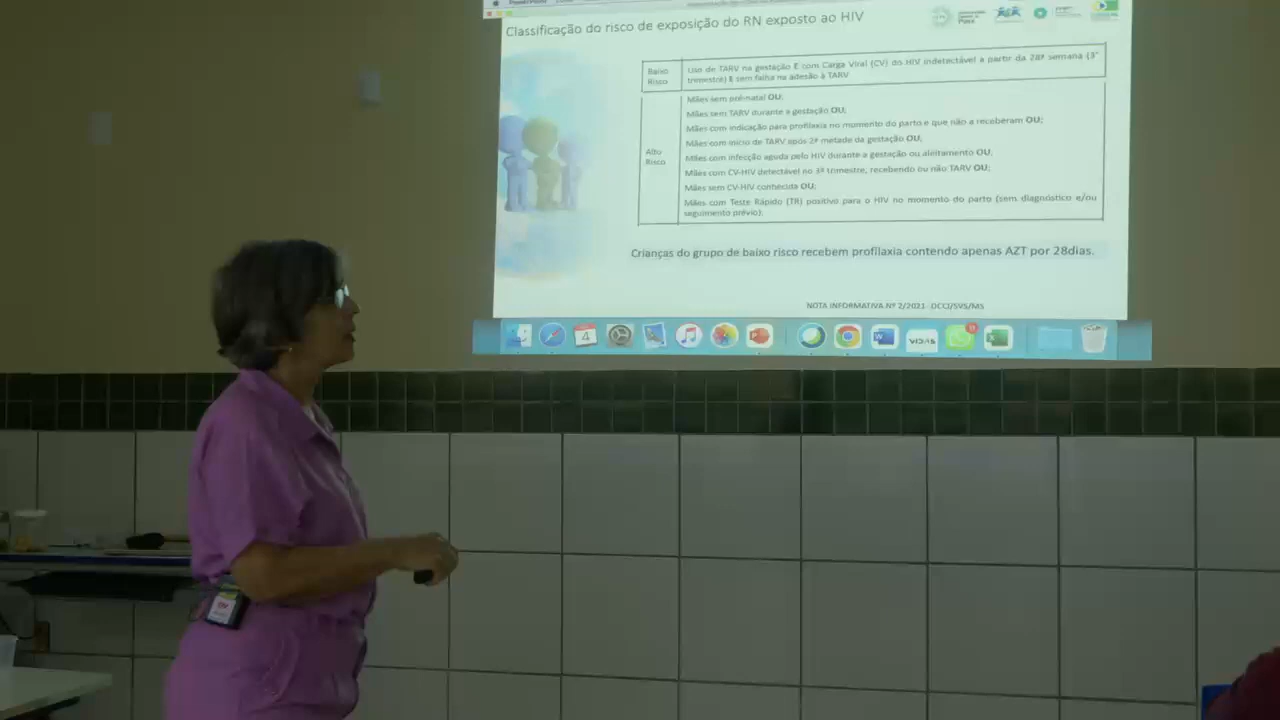 Classificação do risco de exposição do RN exposto ao HIV
Baixo
Risco
Uso de TARV na gestação E com Carga Viral (CV) do HIV indetectável a partir da 28ª semana (3°
trimestre) E sem falha na adesão à TARV
Alto
Risco
Mães sem pré-natal OU;
Mães sem TARV durante a gestação OU;
Mães com indicação para profilaxia no momento do parto e que não a receberam OU;
Mães com início de TARV após 2ª metade da gestação OU;
Mães com infecção aguda pelo HIV durante a gestação ou aleitamento OU;
Mães com CV-HIV detectável no 3º trimestre, recebendo ou não TARV OU;
Mães sem CV-HIV conhecida OU;
Mães com Teste Rápido (TR) positivo para o HIV no momento do parto (sem diagnóstico e/ou
seguimento prévio).
Crianças do grupo de baixo risco recebem profilaxia contendo apenas AZT por 28dias.
NOTA INFORMATIVA Nº 2/2021 - DCCI/SVS/MS
4
VIDAS